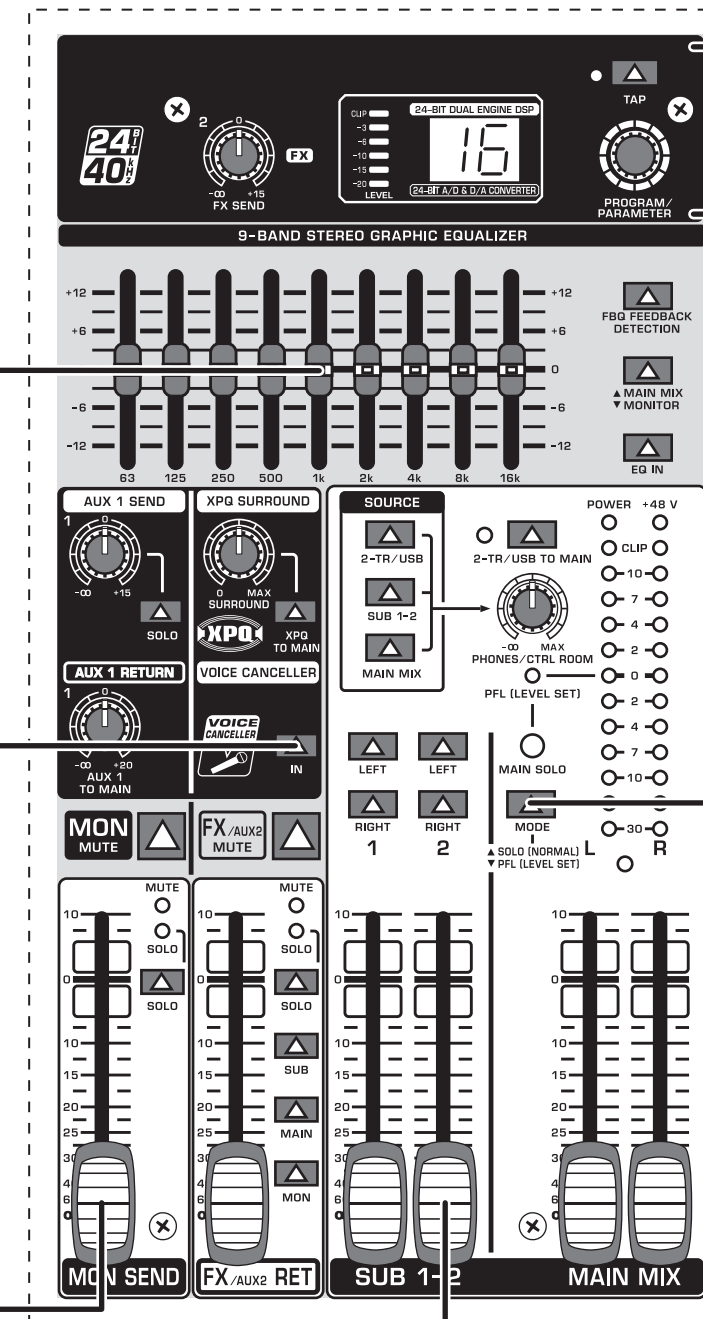 TAP
24 BIT
40 kHz
2 0
-∞ +15
FX SEND
FX
CLIP
-3
-6
-10
-15
-20
LEVEL
24-BIT DUAL ENGINE DSP
16
24-BIT A/D & D/A CONVERTER
PROGRAM/
PARAMETER
9-BAND STEREO GRAPHIC EQUALIZER
+12 +12
+6 +6
0
-6 -6
-12 -12
63 125 250 500 1k 2k 4k 8k 16k
FBQ FEEDBACK
DETECTION
▲ MAIN MIX
▼ MONITOR
EQ IN
AUX 1 SEND
1 0
-∞ +15
SOLO
XPQ SURROUND
0 MAX
SURROUND
XPQ
XPQ
TO MAIN
AUX 1 RETURN
1 0
-∞ +20
AUX 1
TO MAIN
VOICE CANCELLER
VOICE
CANCELLER
IN
SOURCE
2-TR/USB
SUB 1-2
MAIN MIX
2-TR/USB TO MAIN
-∞ MAX
PHONES/CTRL ROOM
PFL (LEVEL SET)
MAIN SOLO
MODE
▲ SOLO (NORMAL)
▼ PFL (LEVEL SET)
POWER +48 V
CLIP
10
7
4
2
0
2
4
7
10
30
L R
LEFT LEFT
RIGHT RIGHT
1 2
MON
MUTE
FX/AUX2
MUTE
MUTE
SOLO
SOLO
10
0
10
15
20
25
30
MON SEND
MUTE
SOLO
SOLO
SUB
MAIN
MON
10
0
10
15
20
25
30
FX/AUX2 RET
10
0
10
15
20
25
30
SUB 1-2
10
0
10
15
20
25
30
MAIN MIX